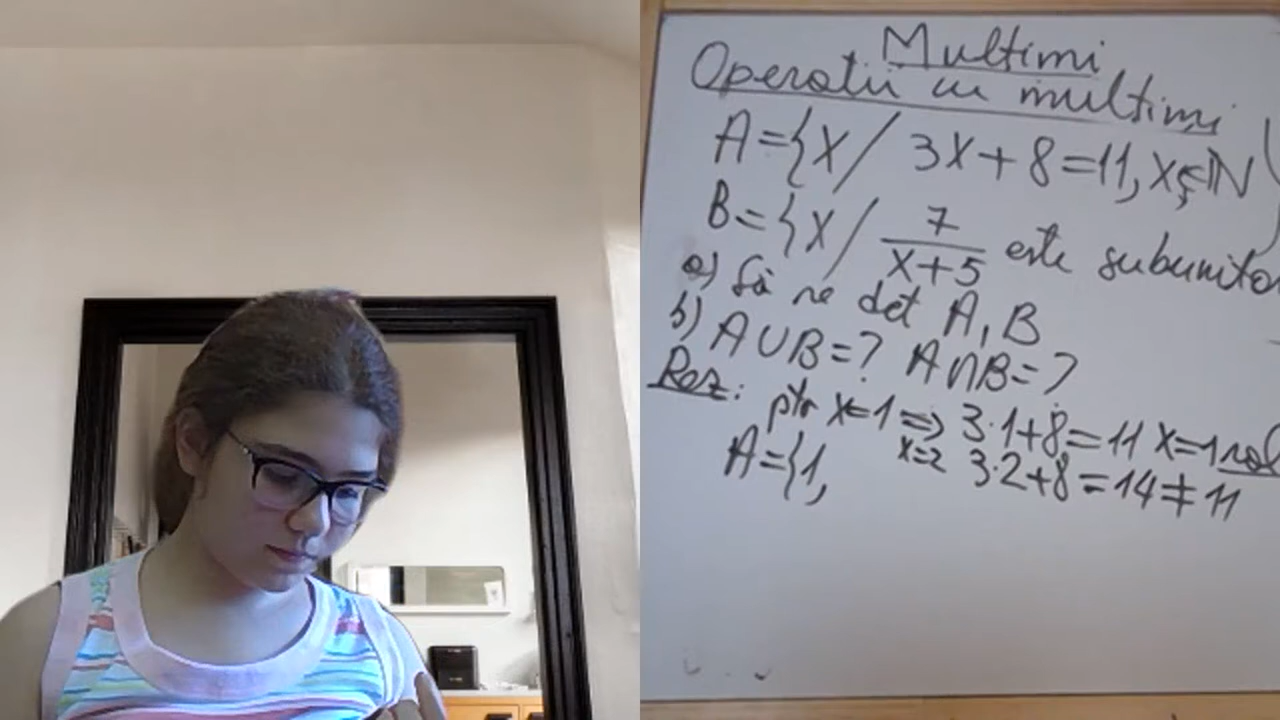 Multimi
Operatii cu multimi
A={x/ 3x+8=11, x∈ℕ
B={x/ 7/(x+5) este subunitar
a) Să se det A, B
b) A∪B=? A∩B=?
Rez: ptr x=1 ⇒ 3·1+8=11 x=1 sol
x=2 3·2+8=14≠11
A={1,